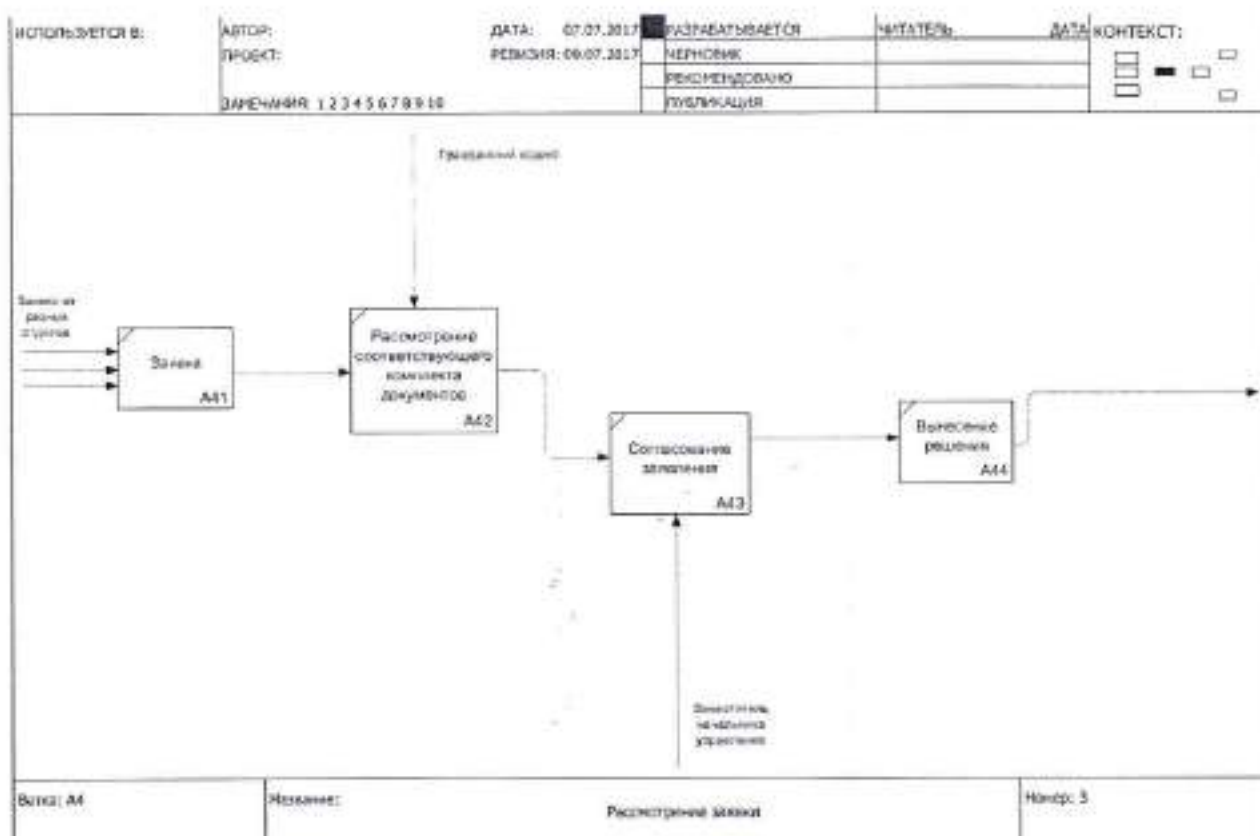 ИСПОЛЬЗУЕТСЯ В:
АВТОР:
ДАТА: 07.07.2017
РАЗРАБАТЫВАЕТСЯ
ЧИТАТЕЛЬ
ДАТА
КОНТЕКСТ:
ПРОЕКТ:
РЕВИЗИЯ: 09.07.2017
ЧЕРНОВИК
РЕКОМЕНДОВАНО
ЗАМЕЧАНИЯ: 1 2 3 4 5 6 7 8 9 10
ПУБЛИКАЦИЯ
Гражданский кодекс
отделов
A41
Рассмотрение
соответствующего
комплекта
документов
A42
Согласование
заявления
A43
Вынесение
решения
A44
Заместитель
начальника
управления
Ветка: A4
Название:
Рассмотрение заявки
Номер: 3